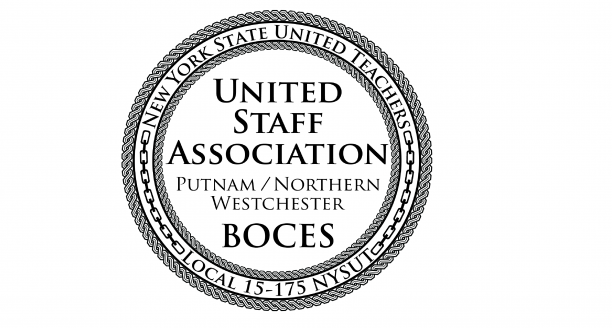 New York State United Teachers
United
Staff
Association
Putnam / Northern
Westchester
BOCES
Local 15-175 NYSUT